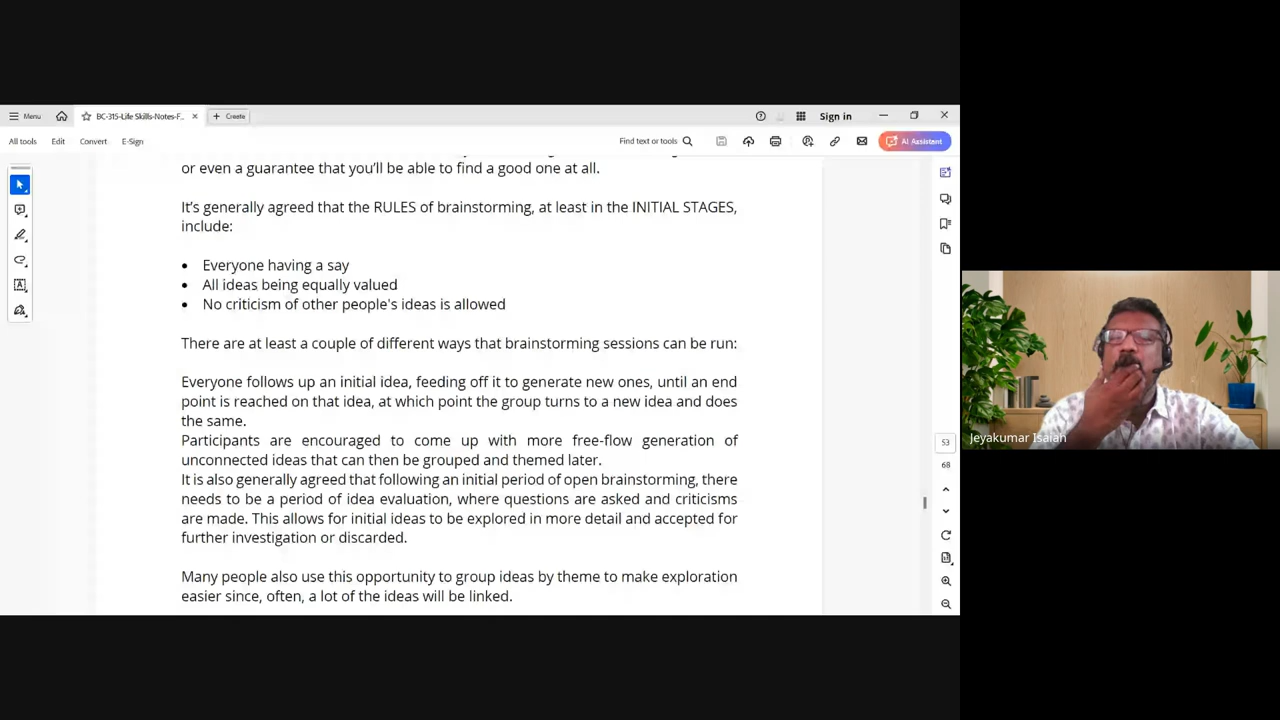 Menu
BC-315-Life Skills-Notes-F...
Create
Sign in
All tools
Edit
Convert
E-Sign
Find text or tools
AI Assistant
or even a guarantee that you'll be able to find a good one at all.
It's generally agreed that the RULES of brainstorming, at least in the INITIAL STAGES,
include:
• Everyone having a say
• All ideas being equally valued
• No criticism of other people's ideas is allowed
There are at least a couple of different ways that brainstorming sessions can be run:
Everyone follows up an initial idea, feeding off it to generate new ones, until an end
point is reached on that idea, at which point the group turns to a new idea and does
the same.
Participants are encouraged to come up with more free-flow generation of
unconnected ideas that can then be grouped and themed later.
It is also generally agreed that following an initial period of open brainstorming, there
needs to be a period of idea evaluation, where questions are asked and criticisms
are made. This allows for initial ideas to be explored in more detail and accepted for
further investigation or discarded.
Many people also use this opportunity to group ideas by theme to make exploration
easier since, often, a lot of the ideas will be linked.
53
68
Jeyakumar Isaiah